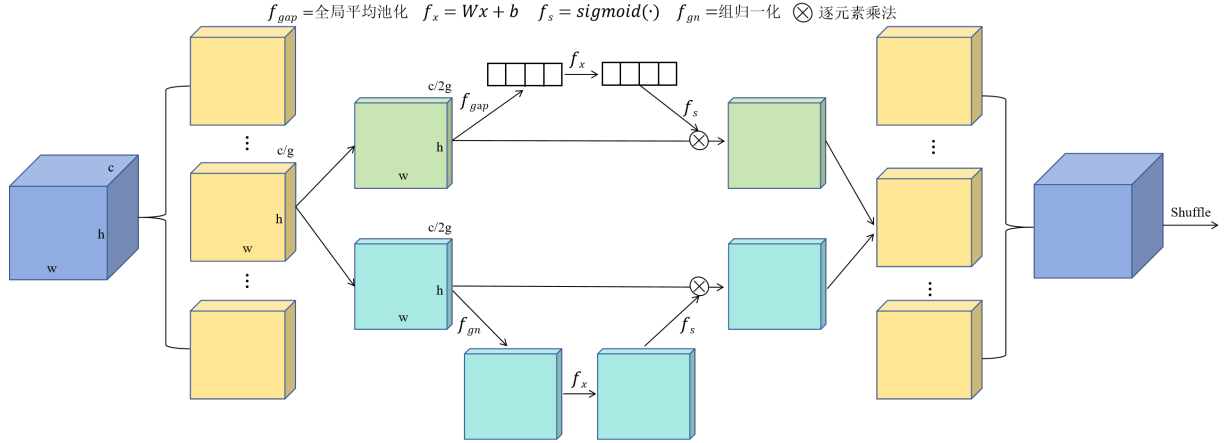 f_gap =全局平均池化 f_x = Wx + b f_s = sigmoid(·) f_gn =组归一化 ⊗ 逐元素乘法
c
h
w
...
c/g
h
w
...
c/2g
h
w
c/2g
h
w
f_gap
f_x
f_s
f_gn
f_x
f_s
...
...
Shuffle